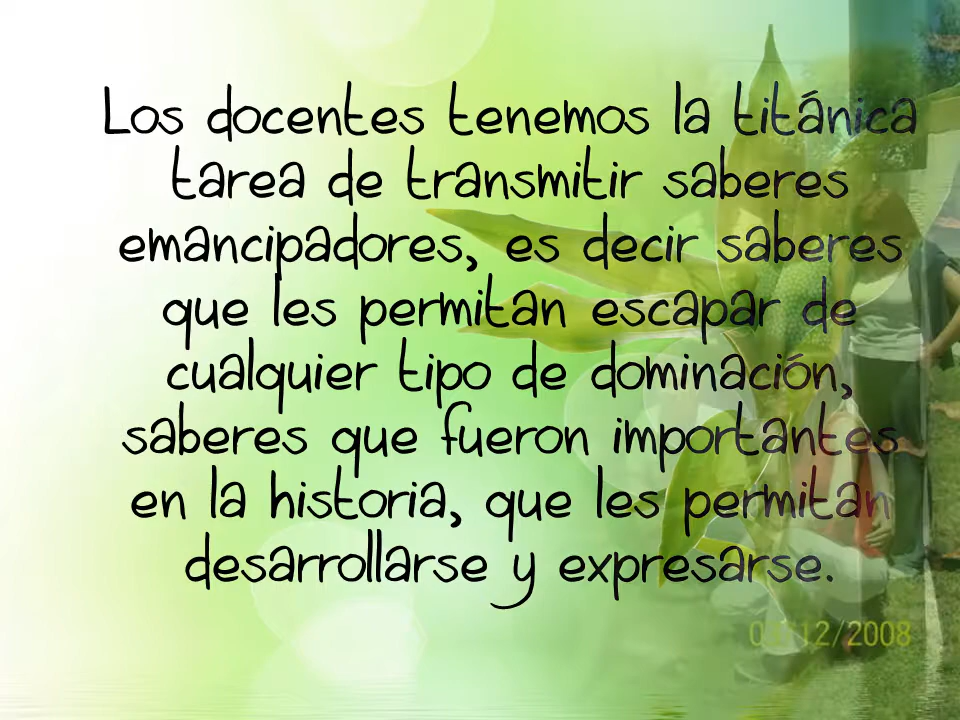 Los docentes tenemos la titánica
tarea de transmitir saberes
emancipadores, es decir saberes
que les permitan escapar de
cualquier tipo de dominación,
saberes que fueron importantes
en la historia, que les permitan
desarrollarse y expresarse.